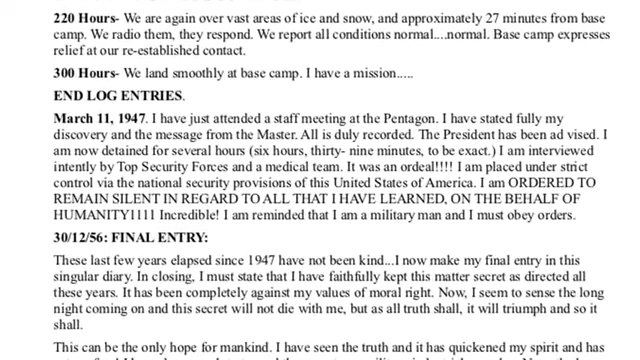 220 Hours- We are again over vast areas of ice and snow, and approximately 27 minutes from base
camp. We radio them, they respond. We report all conditions normal....normal. Base camp expresses
relief at our re-established contact.
300 Hours- We land smoothly at base camp. I have a mission.....
END LOG ENTRIES.
March 11, 1947. I have just attended a staff meeting at the Pentagon. I have stated fully my
discovery and the message from the Master. All is duly recorded. The President has been ad vised. I
am now detained for several hours (six hours, thirty- nine minutes, to be exact.) I am interviewed
intently by Top Security Forces and a medical team. It was an ordeal!!!! I am placed under strict
control via the national security provisions of this United States of America. I am ORDERED TO
REMAIN SILENT IN REGARD TO ALL THAT I HAVE LEARNED, ON THE BEHALF OF
HUMANITY1111 Incredible! I am reminded that I am a military man and I must obey orders.
30/12/56: FINAL ENTRY:
These last few years elapsed since 1947 have not been kind...I now make my final entry in this
singular diary. In closing, I must state that I have faithfully kept this matter secret as directed all
these years. It has been completely against my values of moral right. Now, I seem to sense the long
night coming on and this secret will not die with me, but as all truth shall, it will triumph and so it
shall.
This can be the only hope for mankind. I have seen the truth and it has quickened my spirit and has